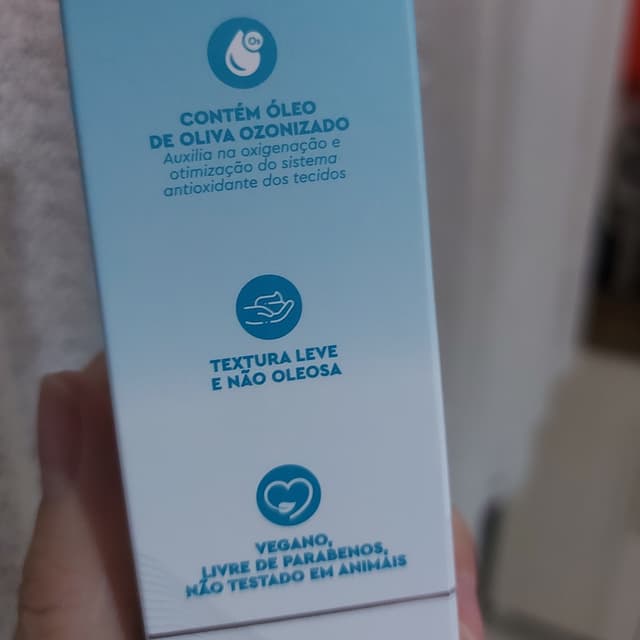 O3
CONTÉM ÓLEO
DE OLIVA OZONIZADO
Auxilia na oxigenação e
otimização do sistema
antioxidante dos tecidos
TEXTURA LEVE
E NÃO OLEOSA
VEGANO,
LIVRE DE PARABENOS,
NÃO TESTADO EM ANIMAIS